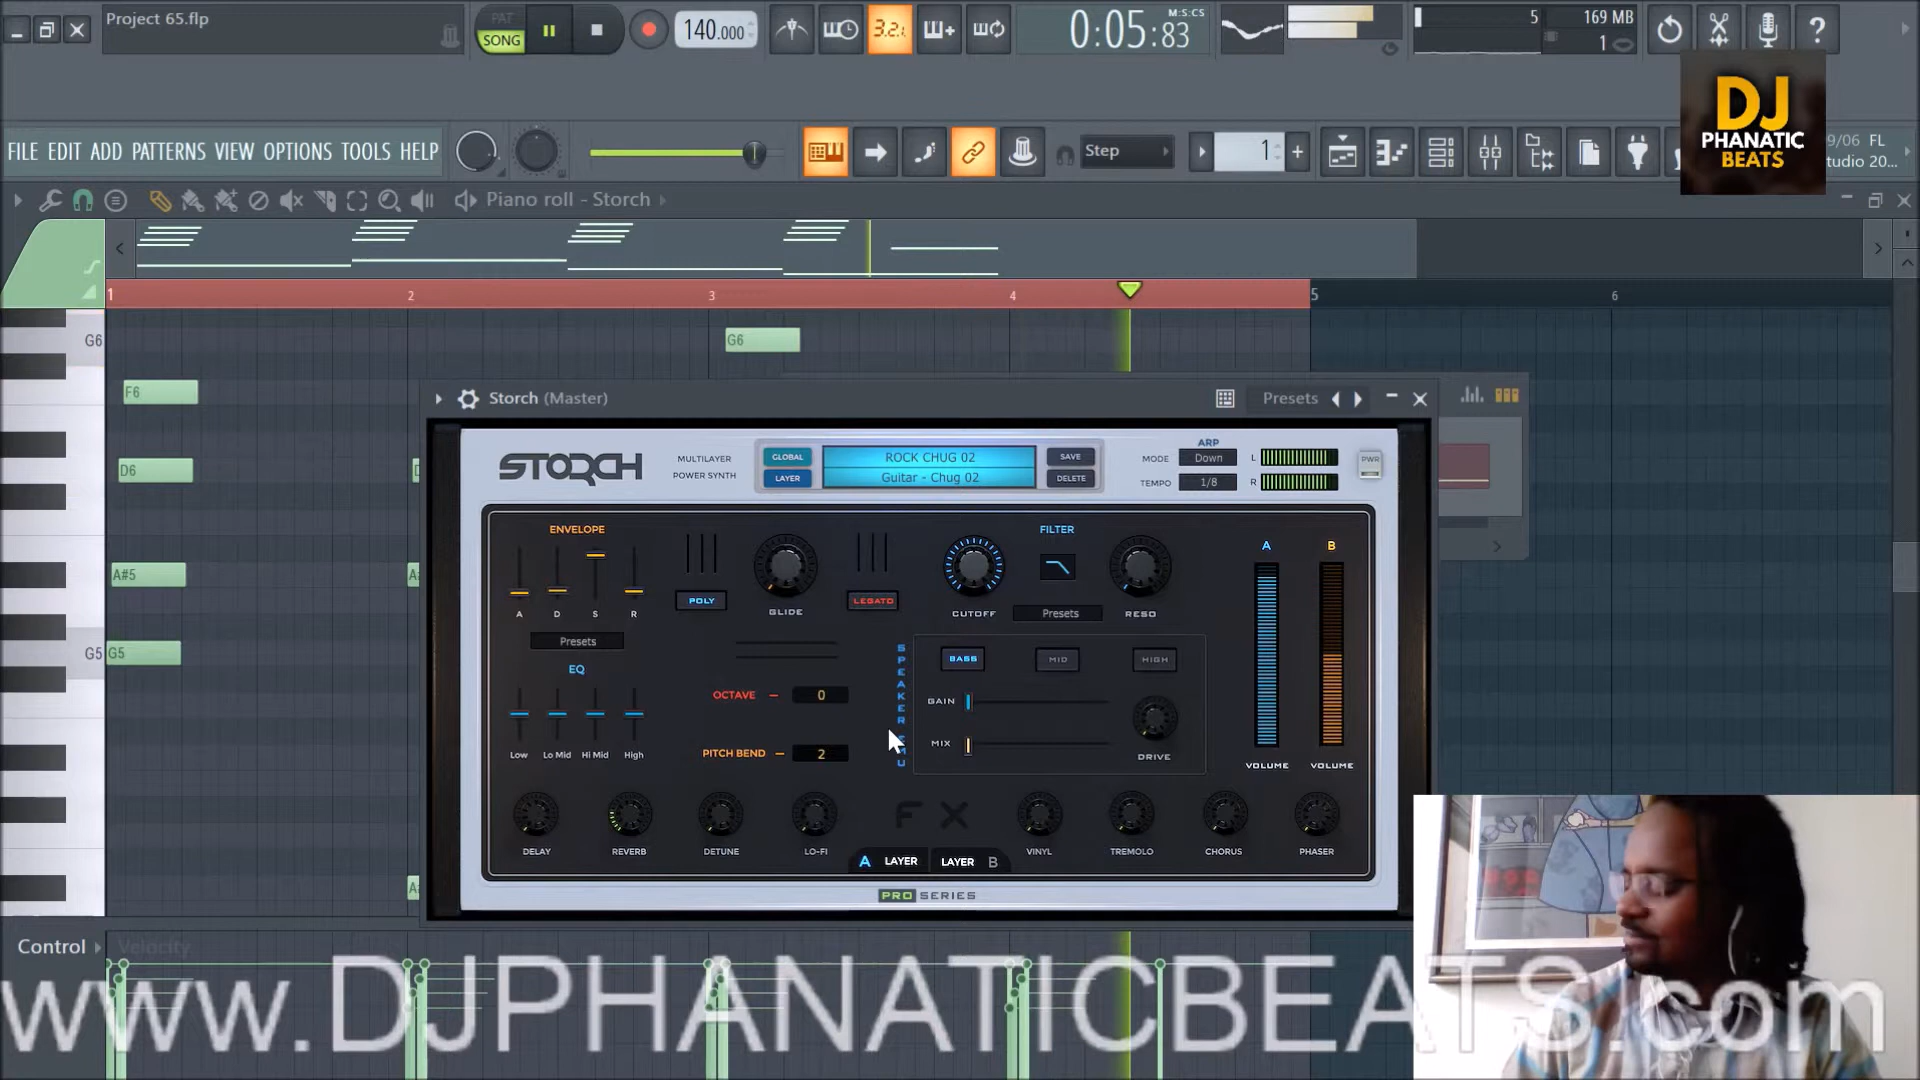 Project 65.flp
PAT
SONG
140.000
3.2.
0:05:83
M:S:CS
5
169 MB
1
DJ
PHANATIC
BEATS
FILE EDIT ADD PATTERNS VIEW OPTIONS TOOLS HELP
Step
1
9/06 FL
tudio 20...
Piano roll - Storch
1 2 3 4 5 6
G6
G6
F6
D6
A#5
G5
G5
Storch (Master)
Presets
STORCH
MULTILAYER
POWER SYNTH
GLOBAL
LAYER
ROCK CHUG 02
Guitar - Chug 02
SAVE
DELETE
ARP
MODE
Down
TEMPO
1/8
L
R
PWR
ENVELOPE
A D S R
Presets
EQ
Low
Lo Mid
Hi Mid
High
POLY
GLIDE
LEGATO
OCTAVE
0
PITCH BEND
2
FILTER
CUTOFF
Presets
RESO
SPEAKER EMU
BASS
MID
HIGH
GAIN
MIX
DRIVE
A
B
VOLUME
VOLUME
DELAY
REVERB
DETUNE
LO-FI
FX
VINYL
TREMOLO
CHORUS
PHASER
A LAYER
LAYER B
PRO SERIES
Control
Velocity
www.DJPHANATICBEATS.com